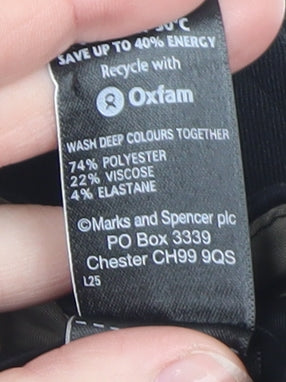 30°C
SAVE UP TO 40% ENERGY
Recycle with
Oxfam
WASH DEEP COLOURS TOGETHER
74% POLYESTER
22% VISCOSE
4% ELASTANE
©Marks and Spencer plc
PO Box 3339
Chester CH99 9QS
L25